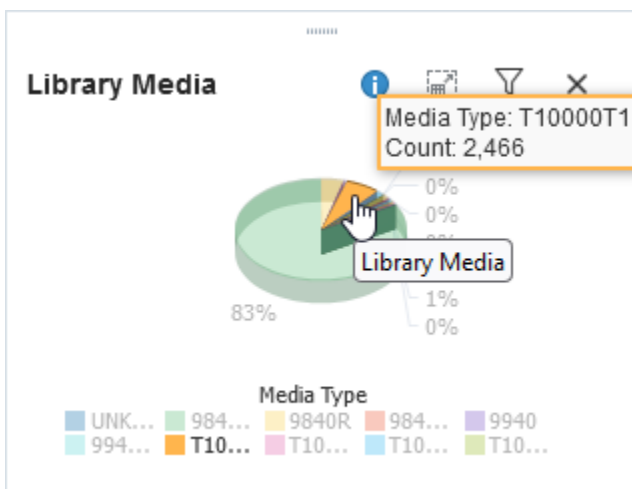 Library Media
Media Type: T10000T1
Count: 2,466
0%
0%
Library Media
1%
83%
0%
Media Type
UNK... 984... 9840R 984... 9940
994... T10... T10... T10... T10...